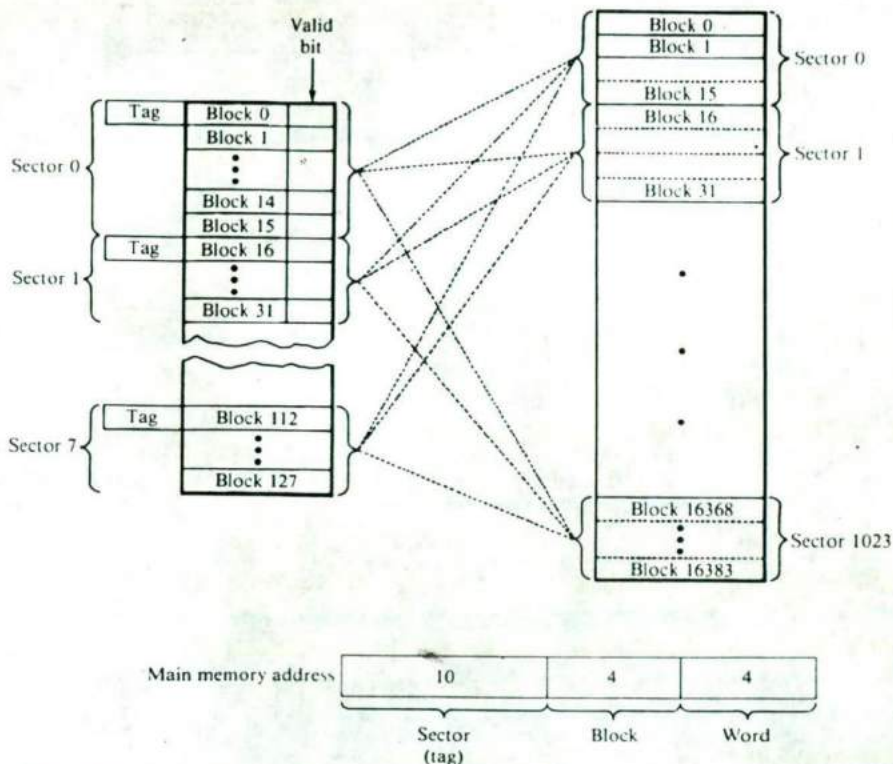 Valid
bit
Tag
Block 0
Block 1
Block 14
Block 15
Sector 0
Tag
Block 16
Block 31
Sector 1
Tag
Block 112
Block 127
Sector 7
Block 0
Block 1
Block 15
Sector 0
Block 16
Block 31
Sector 1
Block 16368
Block 16383
Sector 1023
Main memory address
10
4
4
Sector
(tag)
Block
Word